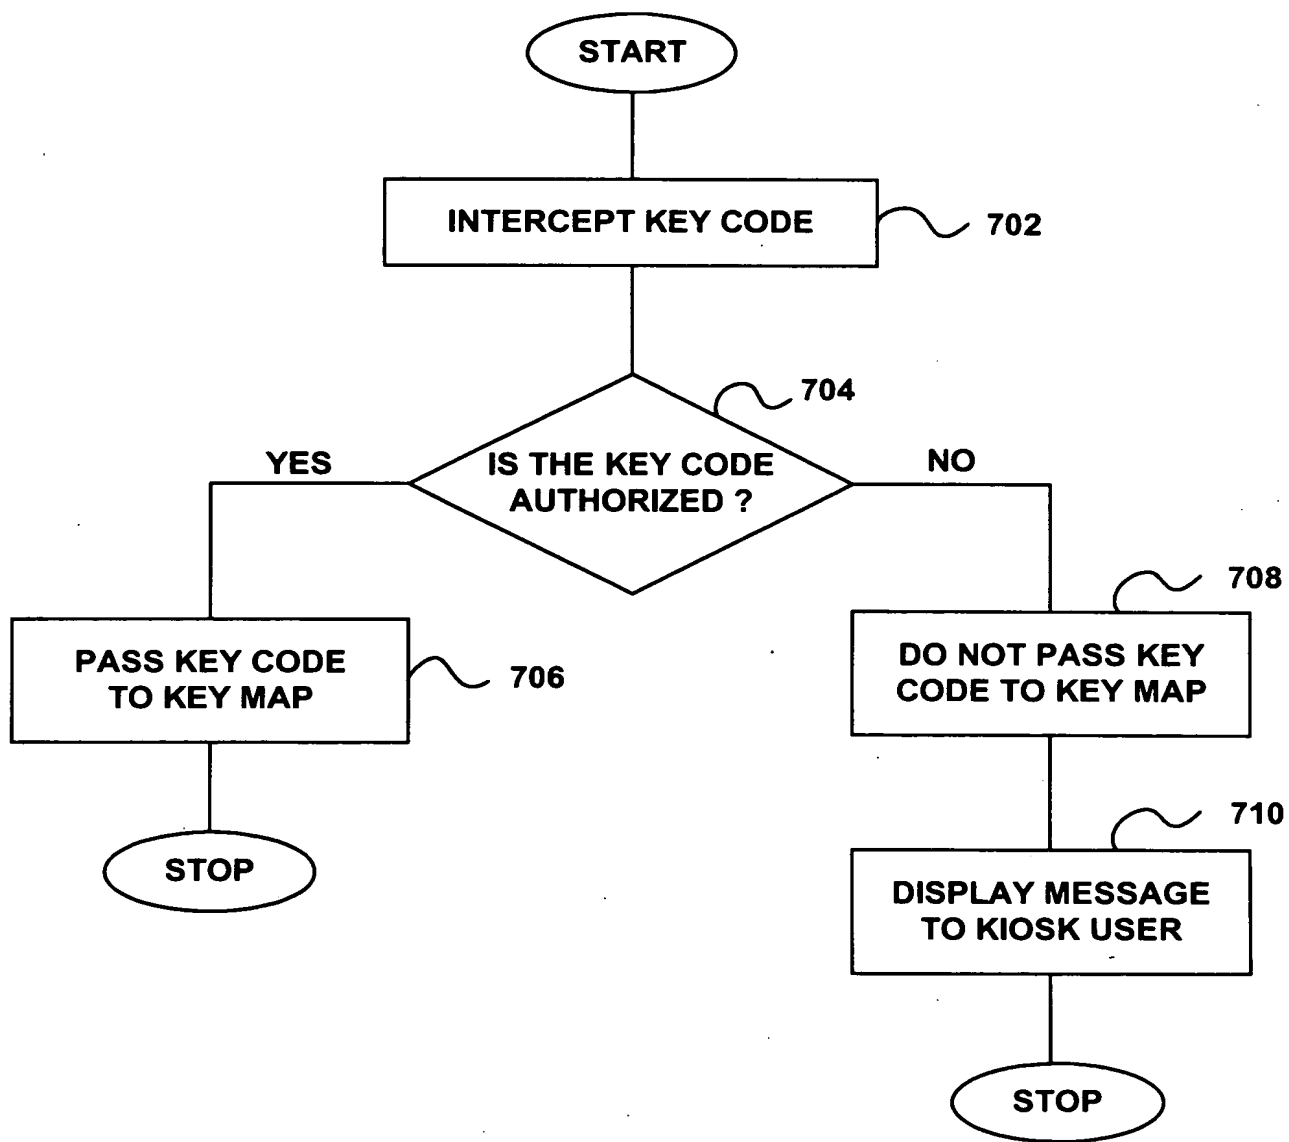 START
INTERCEPT KEY CODE
702
704
IS THE KEY CODE
AUTHORIZED ?
YES
NO
PASS KEY CODE
TO KEY MAP
706
STOP
708
DO NOT PASS KEY
CODE TO KEY MAP
710
DISPLAY MESSAGE
TO KIOSK USER
STOP